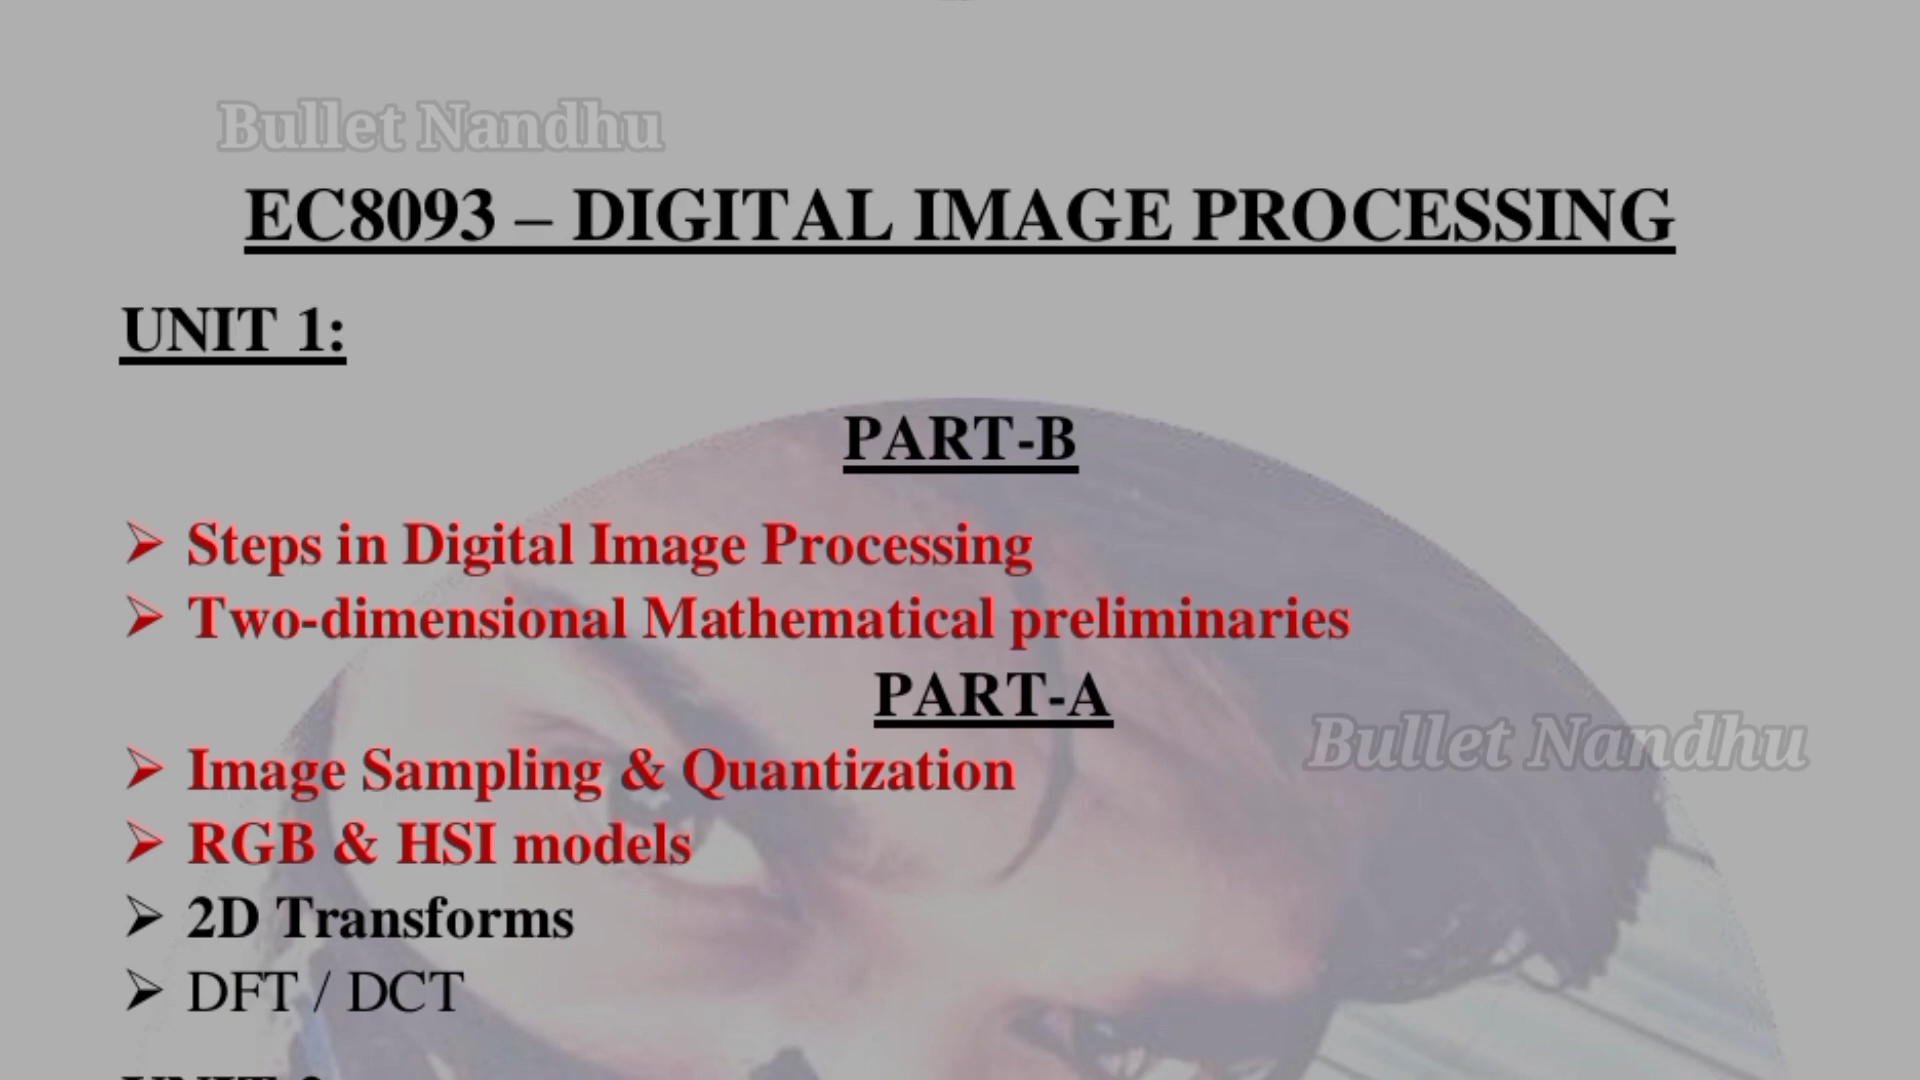 Bullet Nandhu
EC8093 – DIGITAL IMAGE PROCESSING
UNIT 1:
PART-B
➢ Steps in Digital Image Processing
➢ Two-dimensional Mathematical preliminaries
PART-A
Bullet Nandhu
➢ Image Sampling & Quantization
➢ RGB & HSI models
➢ 2D Transforms
➢ DFT / DCT